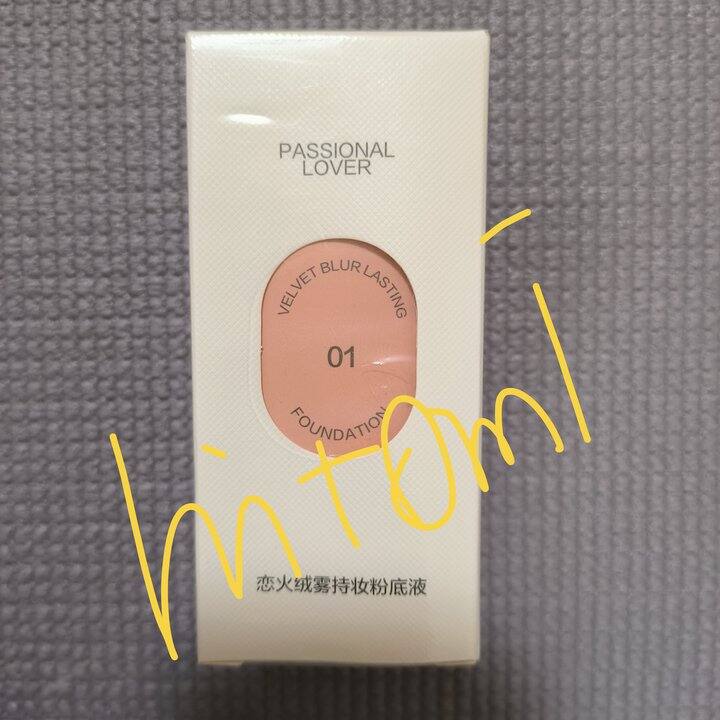 PASSIONAL
LOVER
VELVET BLUR LASTING
01
FOUNDATION
hitomi
恋火绒雾持妆粉底液